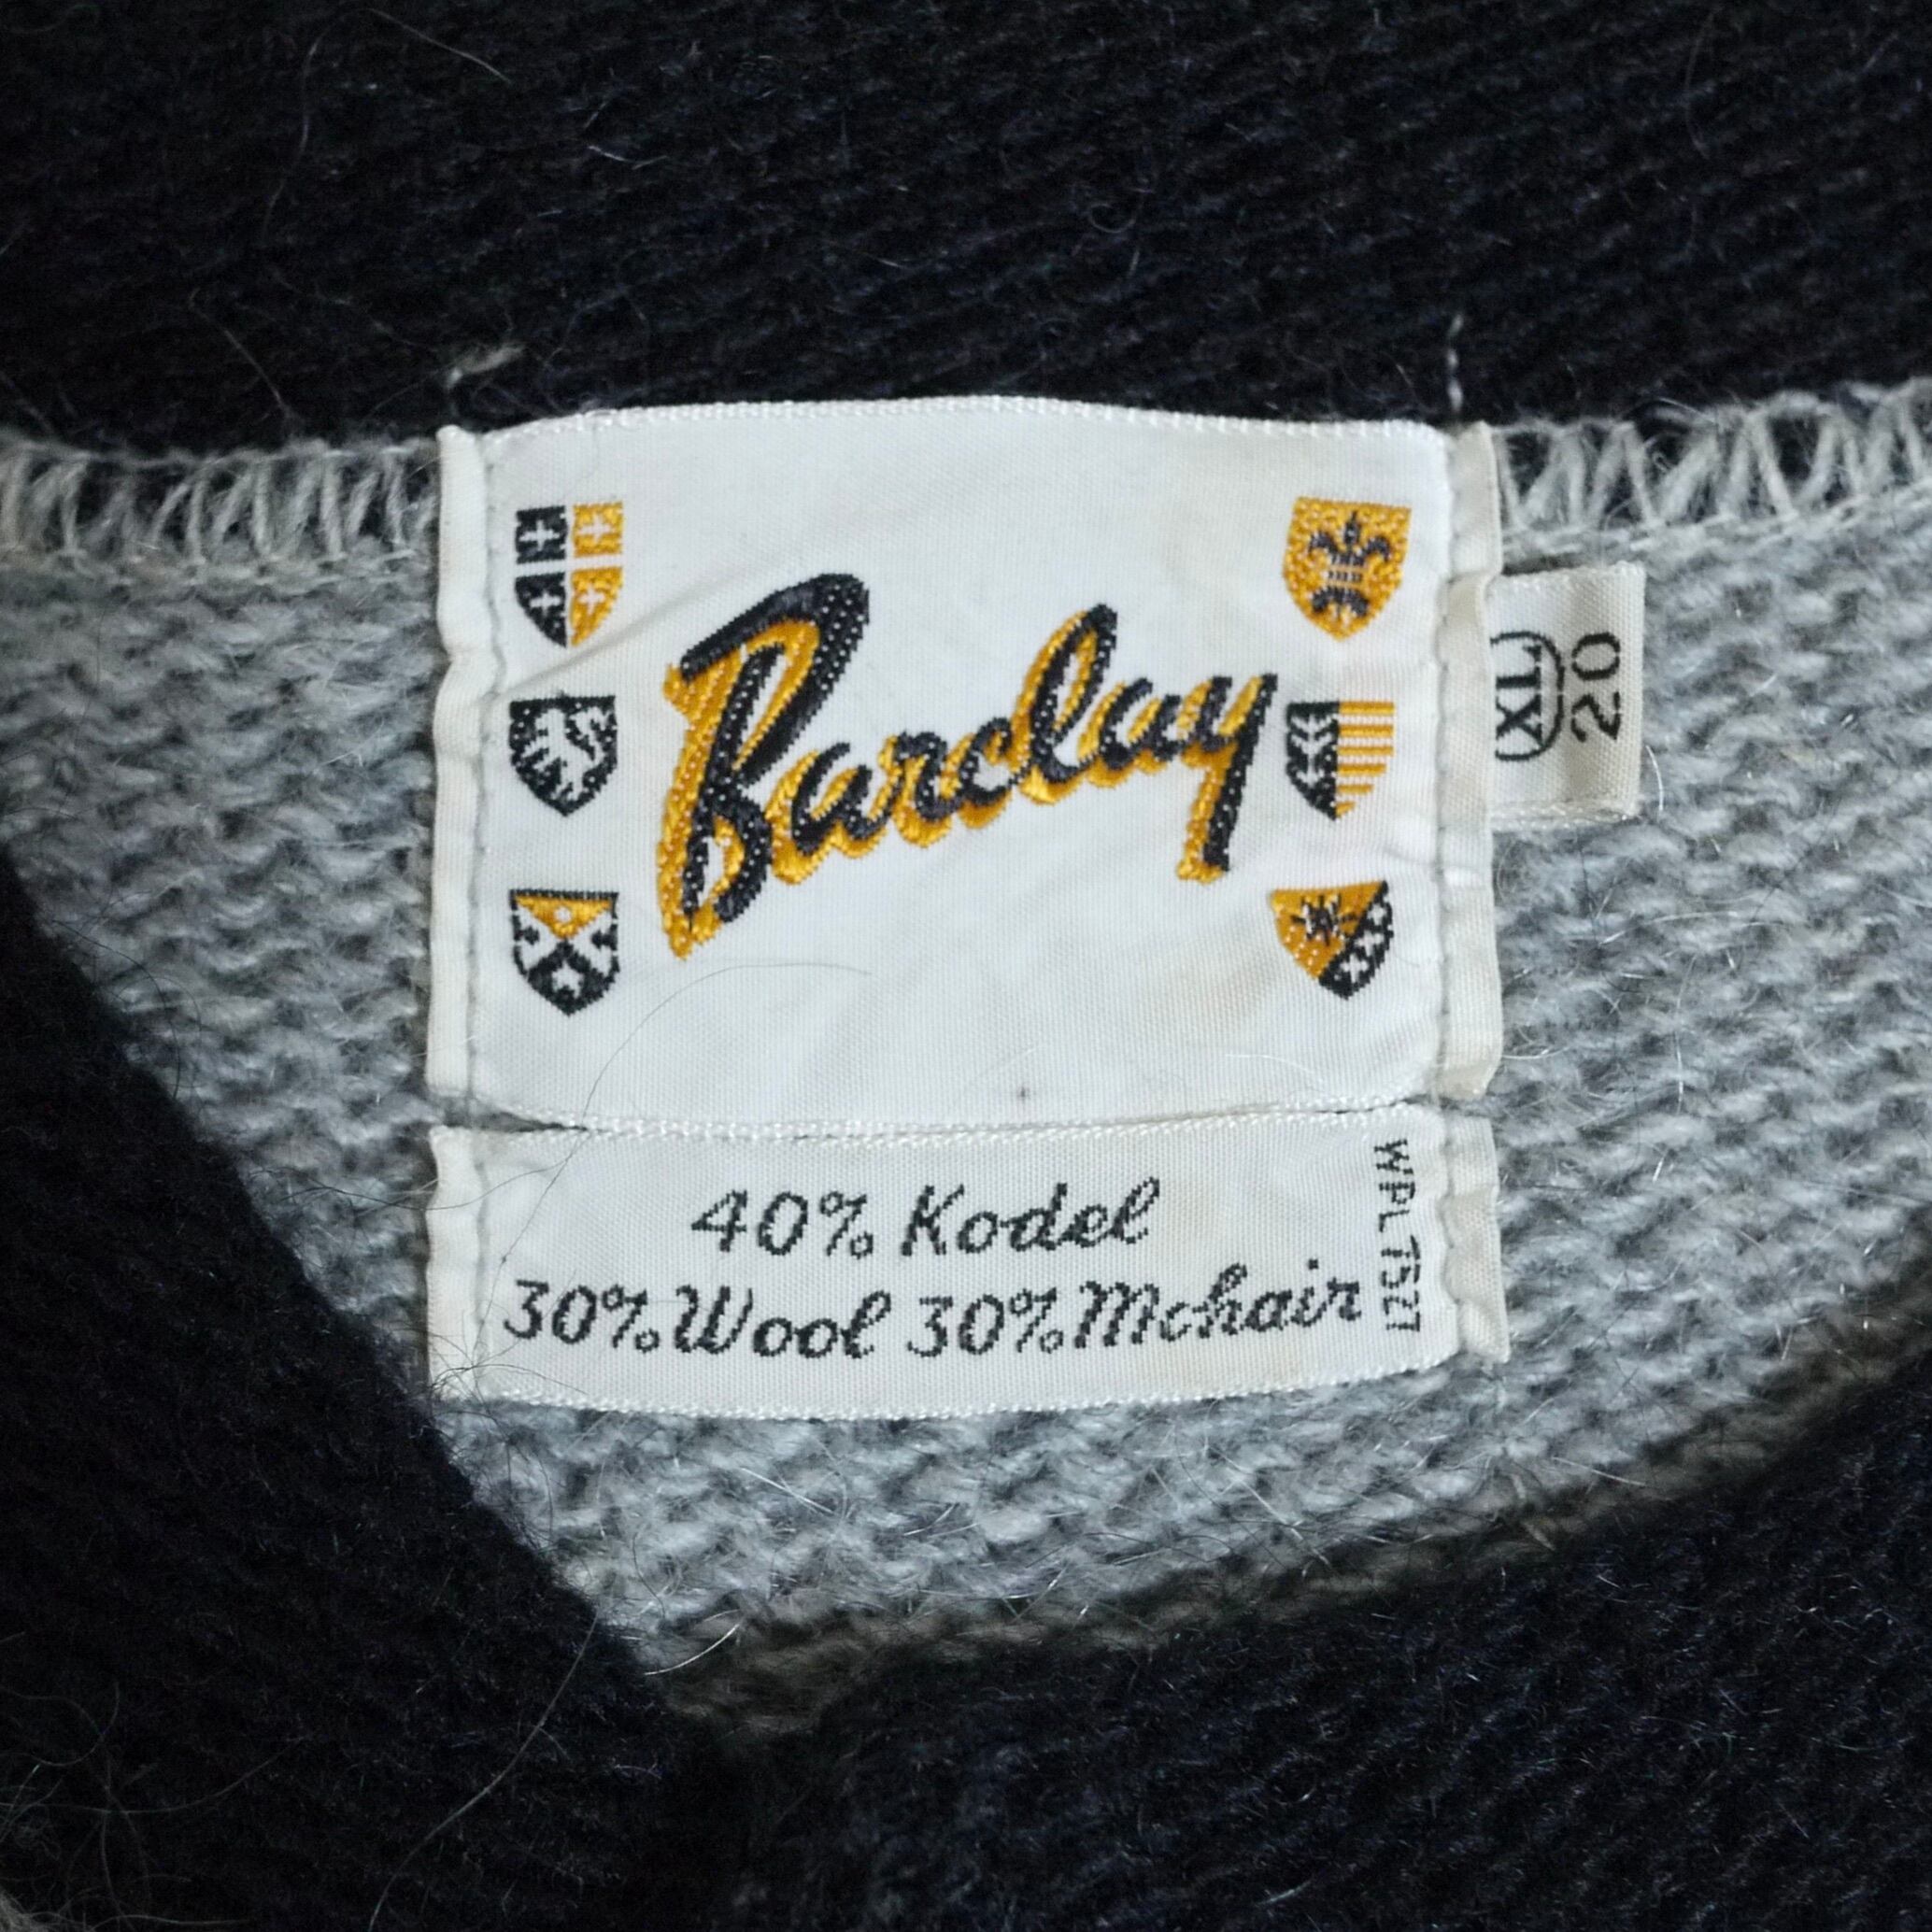 Barclay
(XL)
20
40% Kodel
30% Wool 30% Mohair
WPL 7527